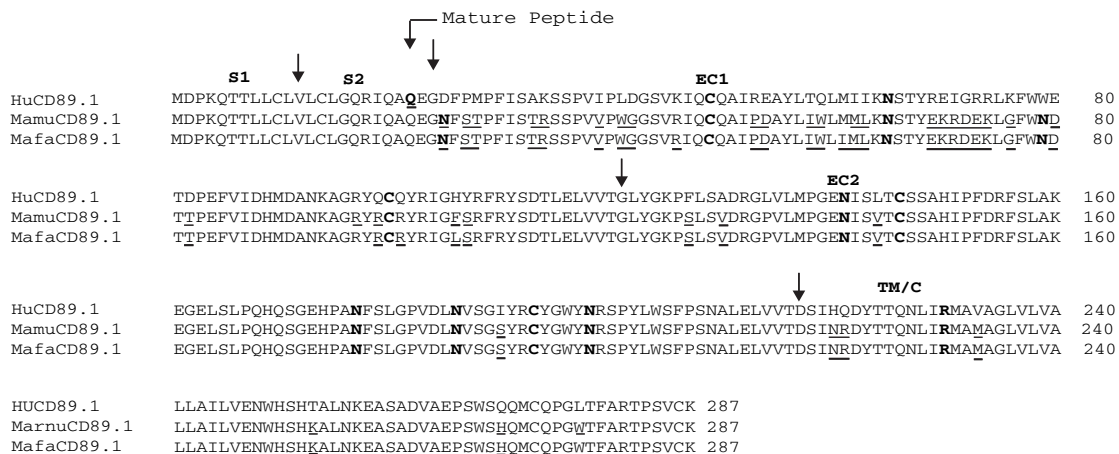 Mature Peptide
S1 S2 EC1
HuCD89.1 MDPKQTTLLCLVLCLGQRIQAQEGDFPMPFISAKSSPVIPLDGSVKIQCQAIREAYLTQLMIIKNSTYREIGRRLKFWWE 80
MamuCD89.1 MDPKQTTLLCLVLCLGQRIQAQEGNFSTPFISTRSSPVVPWGGSVKIQCQAIPDAYLIWLMMLKNSTYEKRDEKLGFWND 80
MafaCD89.1 MDPKQTTLLCLVLCLGQRIQAQEGNFSTPFISTRSSPVVPWGGSVRIQCQAIPDAYLIWLIMLKNSTYEKRDEKLGFWND 80
EC2
HuCD89.1 TDPEFVIDHMDANKAGRYQCQYRIGHYRFRYSDTLELVVTGLYGKPFLSADRGLVLMPGENISLTCSSAHIPFDRFSLAK 160
MamuCD89.1 TTPEFVIDHMDANKAGRYRCRYRIGFSRFRYSDTLELVVTGLYGKPSLSVDRGPVLMPGENISVTCSSAHIPFDRFSLAK 160
MafaCD89.1 TTPEFVIDHMDANKAGRYRCRYRIGLSRFRYSDTLELVVTGLYGKPSLSVDRGPVLMPGENISVTCSSAHIPFDRFSLAK 160
TM/C
HuCD89.1 EGELSLPQHQSGEHPANFSLGPVDLNVSGIYRCYGWYNRSPYLWSFPSNALELVVTDSIHQDYTTQNLIRMAVAGLVLVA 240
MamuCD89.1 EGELSLPQHQSGEHPANFSLGPVDLNVSGSYRCYGWYNRSPYLWSFPSNALELVVTDSINRDYTTQNLIRMAMAGLVLVA 240
MafaCD89.1 EGELSLPQHQSGEHPANFSLGPVDLNVSGSYRCYGWYNRSPYLWSFPSNALELVVTDSINRDYTTQNLIRMAMAGLVLVA 240
HUCD89.1 LLAILVENWHSHTALNKEASADVAEPSWSQQMCQPGLTFARTPSVCK 287
MarnuCD89.1 LLAILVENWHSHKALNKEASADVAEPSWSHQMCQPGWTFARTPSVCK 287
MafaCD89.1 LLAILVENWHSHKALNKEASADVAEPSWSHQMCQPGWTFARTPSVCK 287